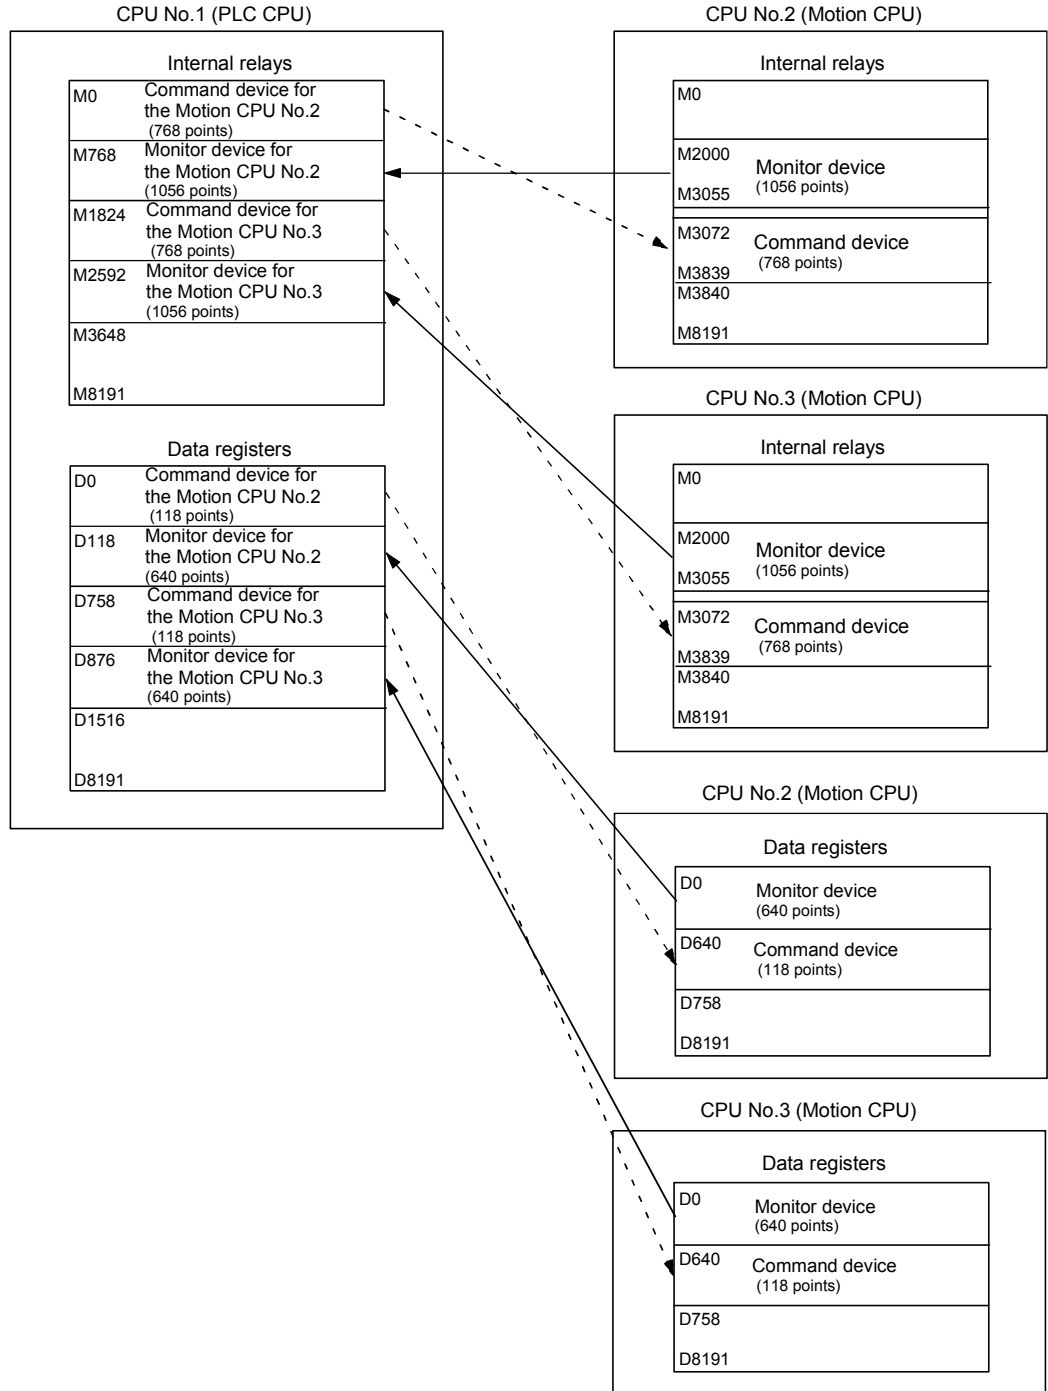 CPU No.1 (PLC CPU)
Internal relays
M0
Command device for
the Motion CPU No.2
(768 points)
M768
Monitor device for
the Motion CPU No.2
(1056 points)
M1824
Command device for
the Motion CPU No.3
(768 points)
M2592
Monitor device for
the Motion CPU No.3
(1056 points)
M3648
M8191
Data registers
D0
Command device for
the Motion CPU No.2
(118 points)
D118
Monitor device for
the Motion CPU No.2
(640 points)
D758
Command device for
the Motion CPU No.3
(118 points)
D876
Monitor device for
the Motion CPU No.3
(640 points)
D1516
D8191
CPU No.2 (Motion CPU)
Internal relays
M0
M2000
Monitor device
(1056 points)
M3055
M3072
Command device
(768 points)
M3839
M3840
M8191
CPU No.3 (Motion CPU)
Internal relays
M0
M2000
Monitor device
(1056 points)
M3055
M3072
Command device
(768 points)
M3839
M3840
M8191
CPU No.2 (Motion CPU)
Data registers
D0
Monitor device
(640 points)
D640
Command device
(118 points)
D758
D8191
CPU No.3 (Motion CPU)
Data registers
D0
Monitor device
(640 points)
D640
Command device
(118 points)
D758
D8191